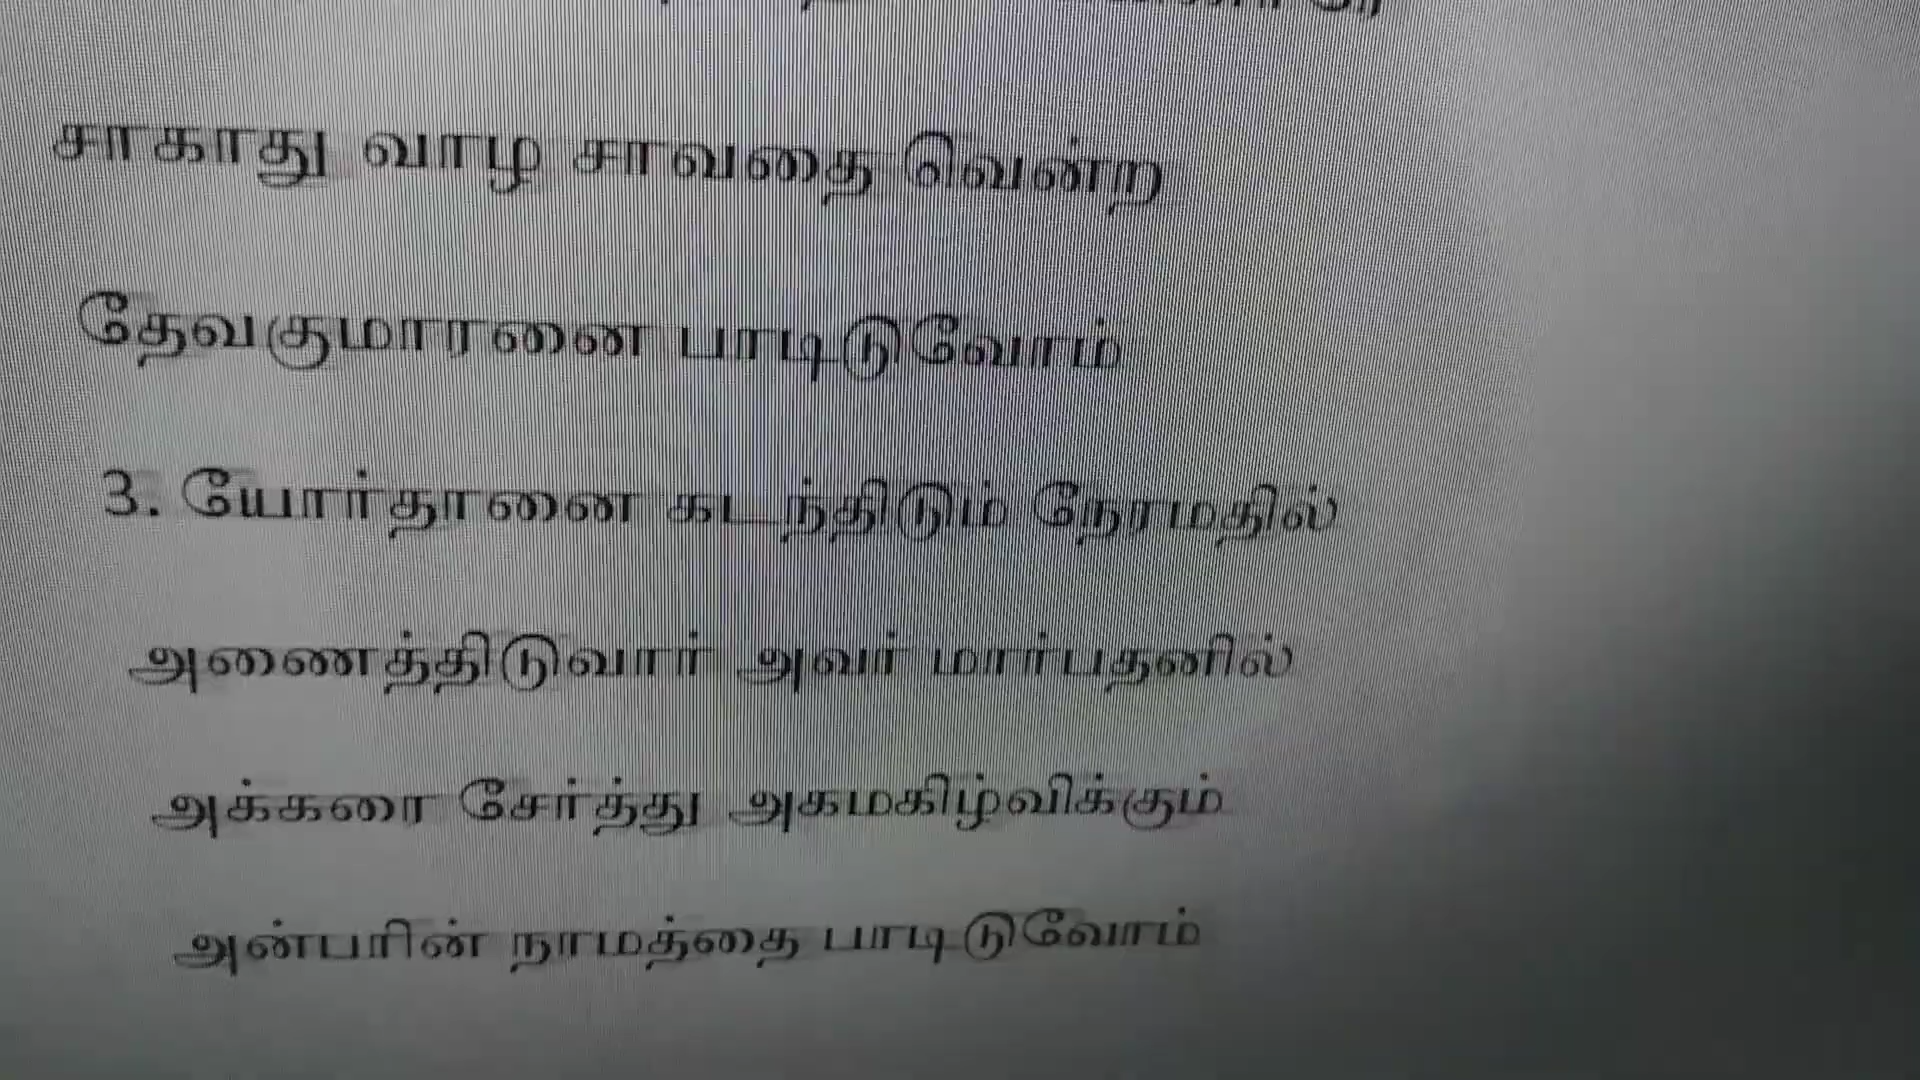 சாகாது வாழ சாவதை வென்ற
தேவகுமாரனை பாடிடுவோம்
3. யோர்தானை கடந்திடும் நேரமதில்
அணைத்திடுவார் அவர் மார்பதனில்
அக்கரை சேர்த்து அகமகிழ்விக்கும்
அன்பரின் நாமத்தை பாடிடுவோம்